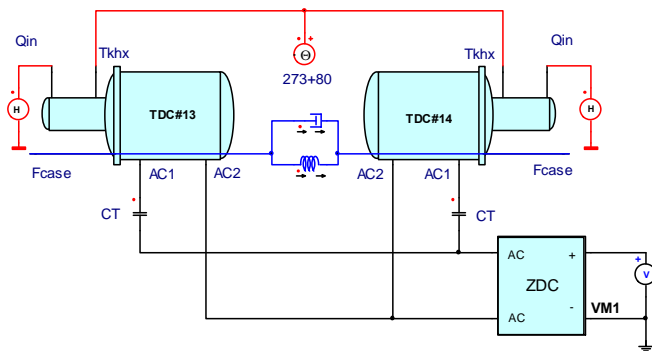 Qin
Tkhx
Tkhx
Qin
Θ
273+80
H
TDC#13
TDC#14
H
Fcase
AC1
AC2
AC2
AC1
Fcase
CT
CT
AC
+
ZDC
V
AC
-
VM1